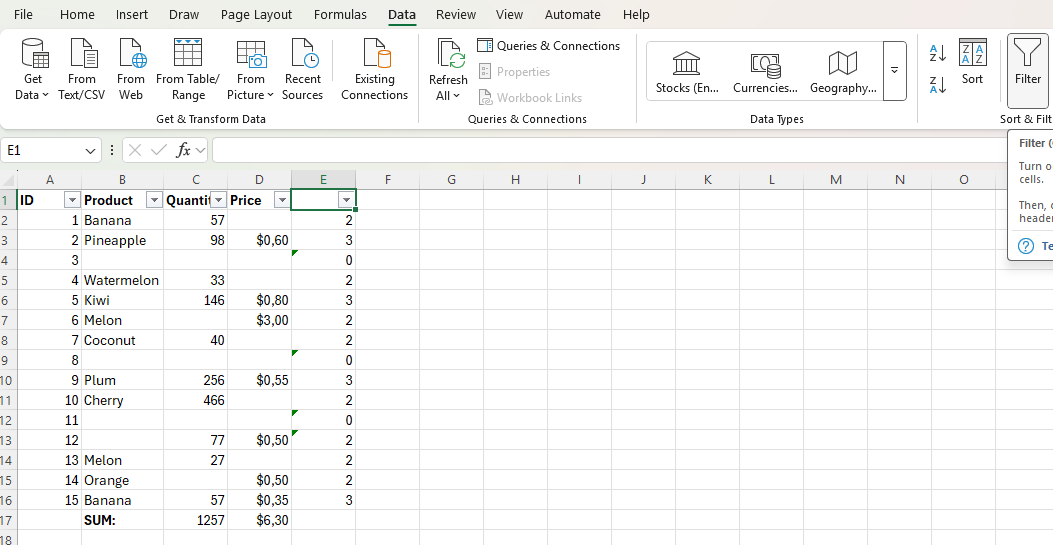 File Home Insert Draw Page Layout Formulas Data Review View Automate Help
Get Data From Text/CSV From Web From Table/ Range From Picture Recent Sources Existing Connections
Get & Transform Data
Refresh All Queries & Connections
Properties
Workbook Links
Queries & Connections
Stocks (En... Currencies... Geography...
Data Types
Sort Filter
Sort & Filt
E1 fx
Filter (
Turn o
cells.
Then, c
header
Te
A B C D E F G H I J K L M N O
1 ID Product Quantit Price
2 1 Banana 57 2
3 2 Pineapple 98 $0,60 3
4 3 0
5 4 Watermelon 33 2
6 5 Kiwi 146 $0,80 3
7 6 Melon $3,00 2
8 7 Coconut 40 2
9 8 0
10 9 Plum 256 $0,55 3
11 10 Cherry 466 2
12 11 0
13 12 77 $0,50 2
14 13 Melon 27 2
15 14 Orange $0,50 2
16 15 Banana 57 $0,35 3
17 SUM: 1257 $6,30
18